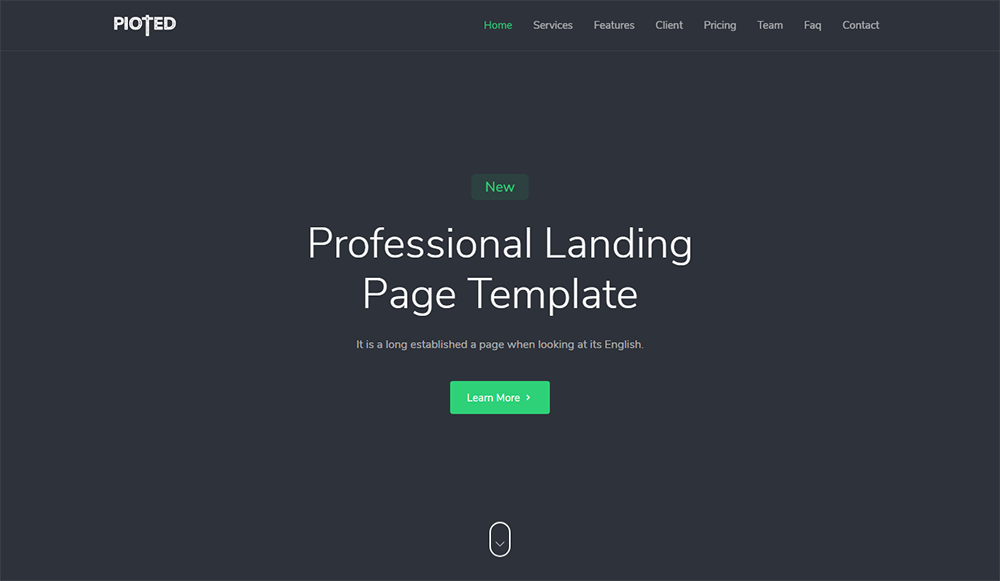 PIOTED
Home Services Features Client Pricing Team Faq Contact
New
Professional Landing
Page Template
It is a long established a page when looking at its English.
Learn More